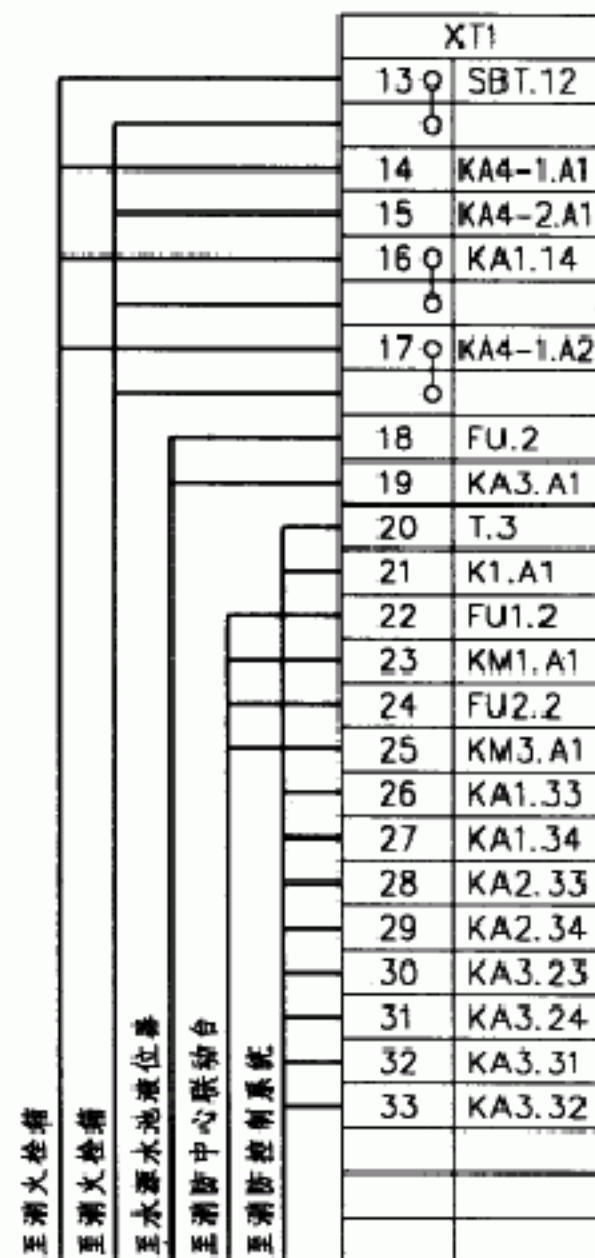 XT1
13 SBT.12
14 KA4-1.A1
15 KA4-2.A1
16 KA1.14
17 KA4-1.A2
18 FU.2
19 KA3.A1
20 T.3
21 K1.A1
22 FU1.2
23 KM1.A1
24 FU2.2
25 KM3.A1
26 KA1.33
27 KA1.34
28 KA2.33
29 KA2.34
30 KA3.23
31 KA3.24
32 KA3.31
33 KA3.32
至消火栓箱
至消火栓箱
至水源水池液位器
至消防中心联动台
至消防控制系统